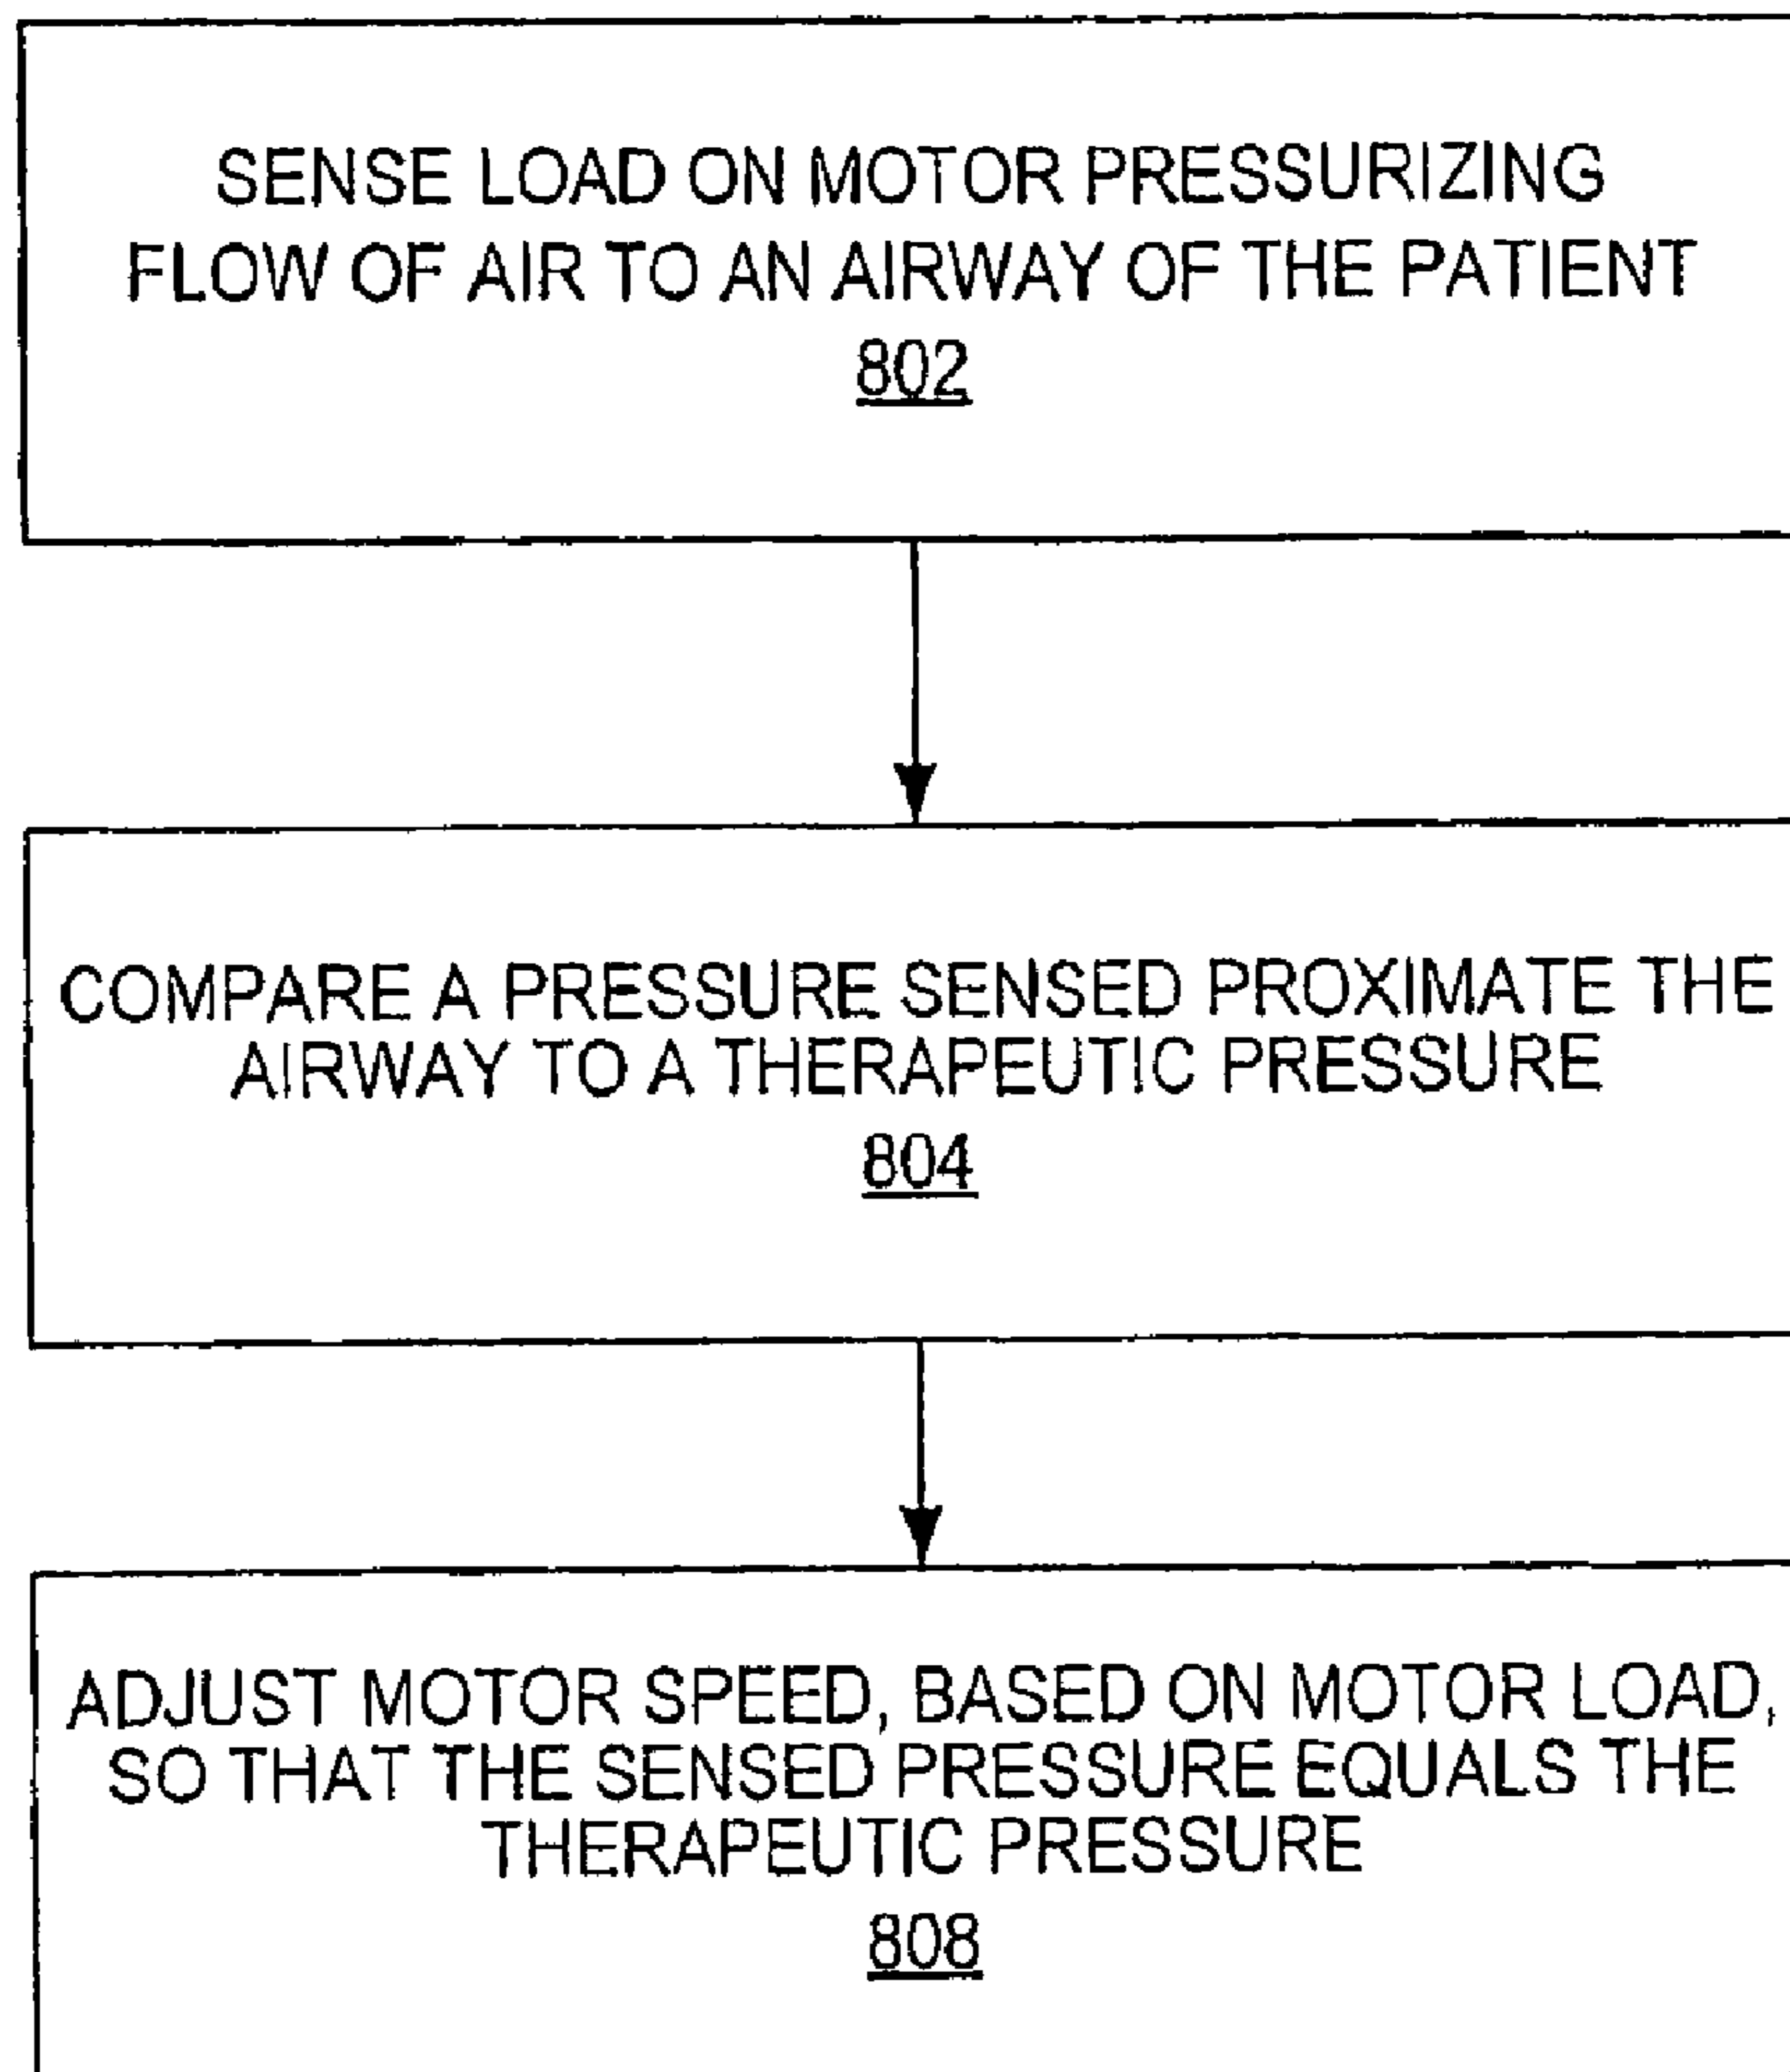 SENSE LOAD ON MOTOR PRESSURIZING
FLOW OF AIR TO AN AIRWAY OF THE PATIENT
802
COMPARE A PRESSURE SENSED PROXIMATE THE
AIRWAY TO A THERAPEUTIC PRESSURE
804
ADJUST MOTOR SPEED, BASED ON MOTOR LOAD,
SO THAT THE SENSED PRESSURE EQUALS THE
THERAPEUTIC PRESSURE
808